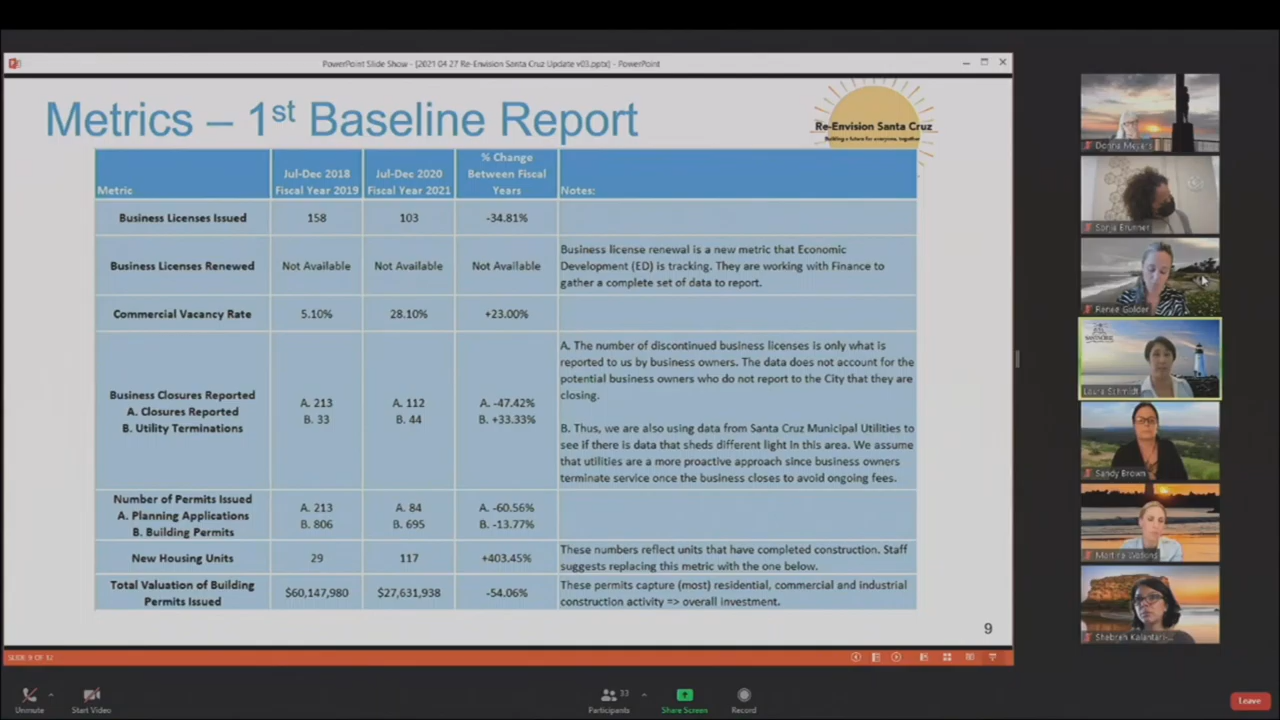 PowerPoint Slide Show - [2021 04 27 Re-Envision Santa Cruz Update v03.pptx] - PowerPoint
Metrics – 1st Baseline Report
Re-Envision Santa Cruz
Building a future for everyone, together
Metric
Jul-Dec 2018
Fiscal Year 2019
Jul-Dec 2020
Fiscal Year 2021
% Change
Between Fiscal
Years
Notes:
Business Licenses Issued
158
103
-34.81%
Business Licenses Renewed
Not Available
Not Available
Not Available
Business license renewal is a new metric that Economic
Development (ED) is tracking. They are working with Finance to
gather a complete set of data to report.
Commercial Vacancy Rate
5.10%
28.10%
+23.00%
Business Closures Reported
A. Closures Reported
B. Utility Terminations
A. 213
B. 33
A. 112
B. 44
A. -47.42%
B. +33.33%
A. The number of discontinued business licenses is only what is
reported to us by business owners. The data does not account for the
potential business owners who do not report to the City that they are
closing.
B. Thus, we are also using data from Santa Cruz Municipal Utilities to
see if there is data that sheds different light in this area. We assume
that utilities are a more proactive approach since business owners
terminate service once the business closes to avoid ongoing fees.
Number of Permits Issued
A. Planning Applications
B. Building Permits
A. 213
B. 806
A. 84
B. 695
A. -60.56%
B. -13.77%
New Housing Units
29
117
+403.45%
These numbers reflect units that have completed construction. Staff
suggests replacing this metric with the one below.
Total Valuation of Building
Permits Issued
$60,147,980
$27,631,938
-54.06%
These permits capture (most) residential, commercial and industrial
construction activity => overall investment.
9
SLIDE 9 OF 12
Donna Meyers
Sonja Brunner
Renee Golder
Laura Schmidt
Sandy Brown
Martine Watkins
Shebreh Kalantari-...
Unmute
Start Video
33
Participants
Share Screen
Record
Leave